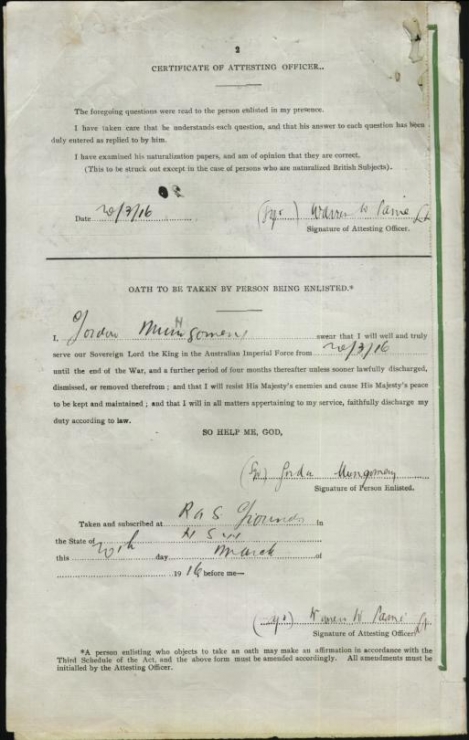 2
CERTIFICATE OF ATTESTING OFFICER.
The foregoing questions were read to the person enlisted in my presence.
I have taken care that he understands each question, and that his answer to each question has been
duly entered as replied to by him.
I have examined his naturalization papers, and am of opinion that they are correct.
(This to be struck out except in the case of persons who are naturalized British Subjects).
Date 20/3/16 Warren W
Signature of Attesting Officer.
OATH TO BE TAKEN BY PERSON BEING ENLISTED.*
I, Gordon swear that I will well and truly
serve our Sovereign Lord the King in the Australian Imperial Force from 20/3/16
until the end of the War, and a further period of four months thereafter unless sooner lawfully discharged,
dismissed, or removed therefrom; and that I will resist His Majesty's enemies and cause His Majesty's peace
to be kept and maintained; and that I will in all matters appertaining to my service, faithfully discharge my
duty according to law.
SO HELP ME, GOD,
Signature of Person Enlisted.
Taken and subscribed at R A S Grounds in
the State of N S W
this 20th day March of
1916 before me—
Warren W
Signature of Attesting Officer.
*A person enlisting who objects to take an oath may make an affirmation in accordance with the
Third Schedule of the Act, and the above form must be amended accordingly. All amendments must be
initialled by the Attesting Officer.